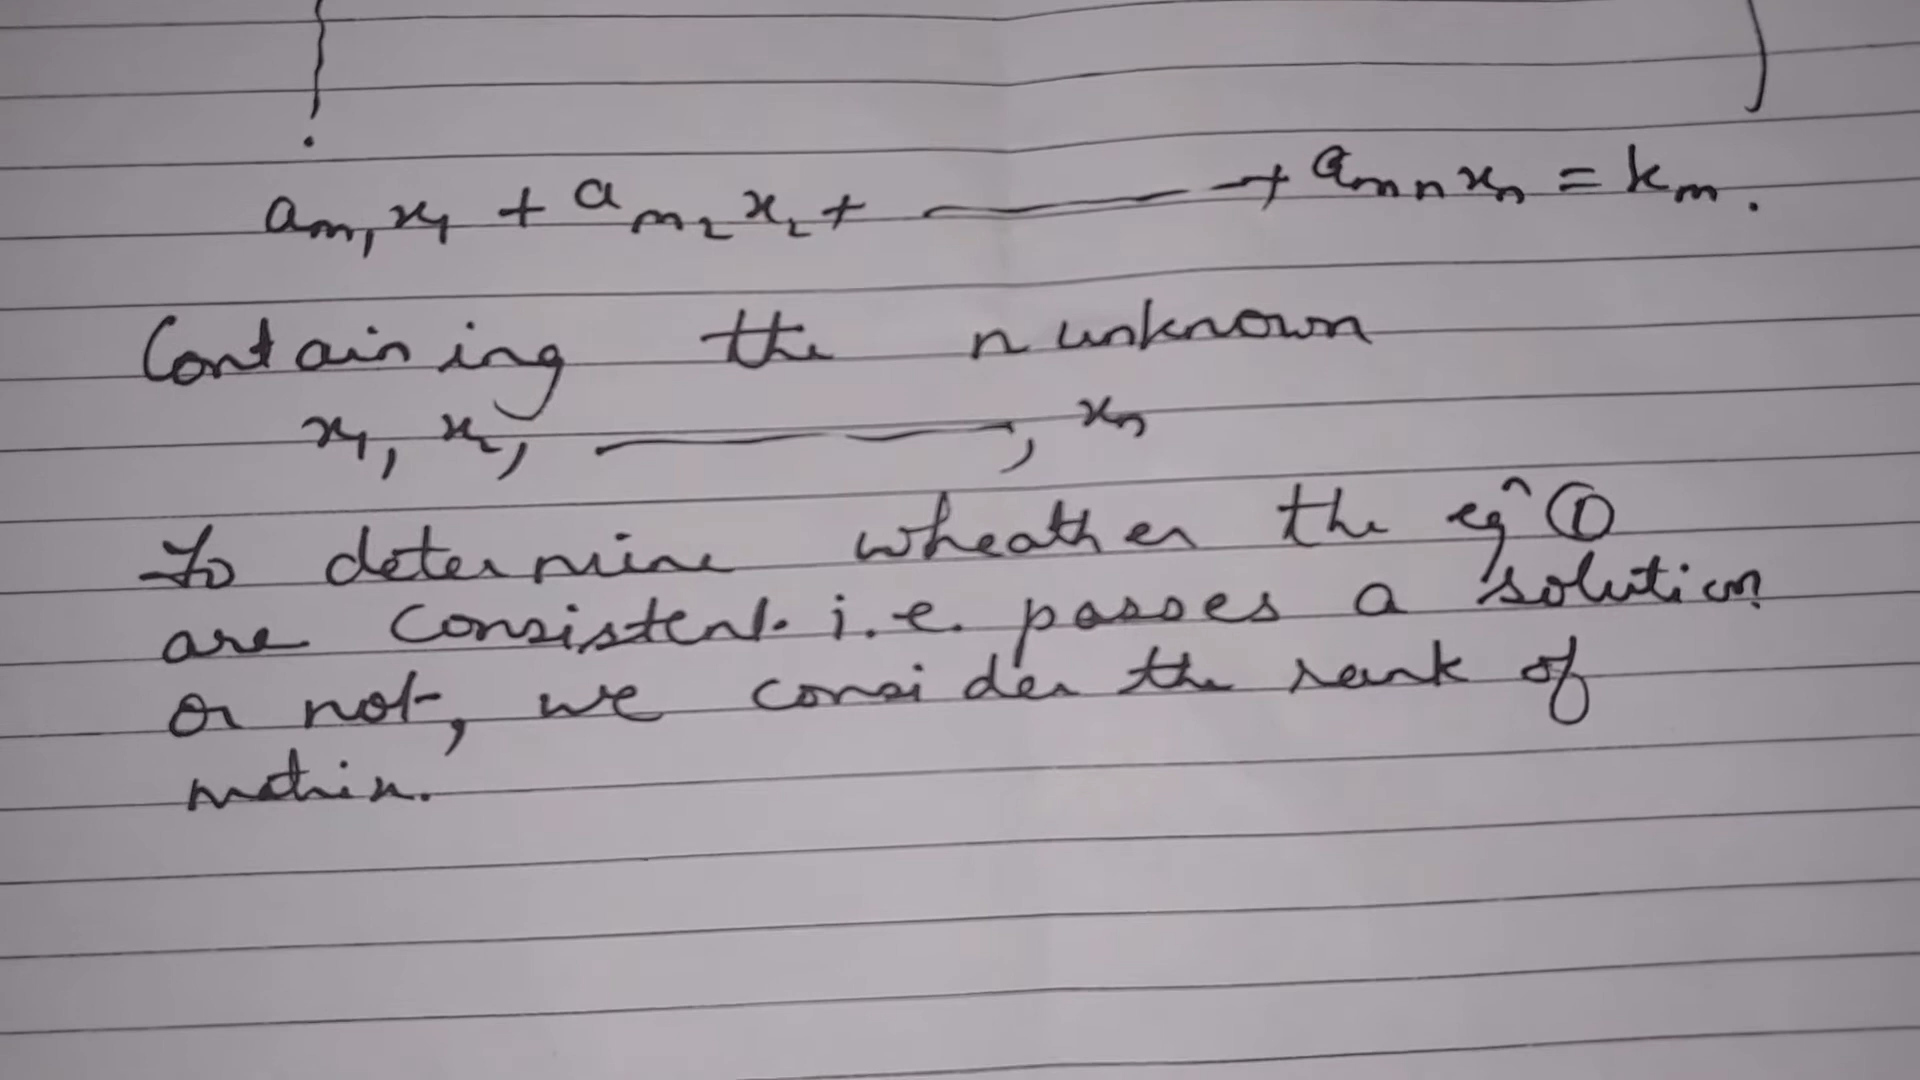 aₘ₁x₁ + aₘ₂x₂ + ——— + aₘₙxₙ = kₘ.
Containing the n unknown
x₁, x₂, ———, xₙ
To determine wheather the eqⁿ ①
are consistent. i.e. posses a solution
or not, we consider the rank of
matrix.